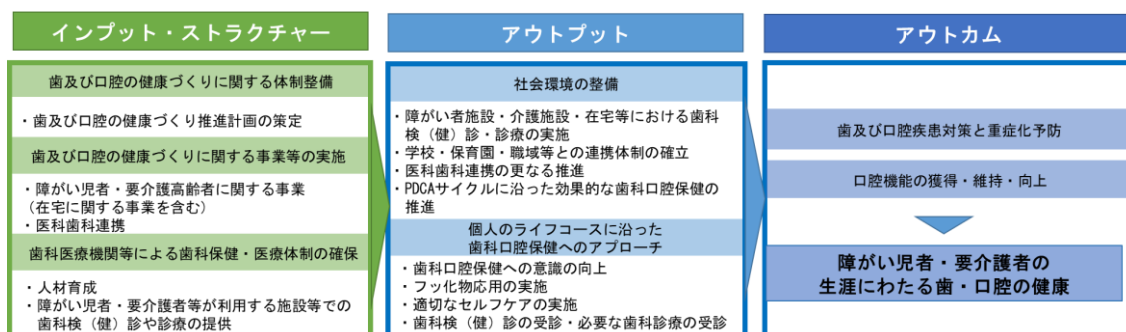 インプット・ストラクチャー
歯及び口腔の健康づくりに関する体制整備
・歯及び口腔の健康づくり推進計画の策定
歯及び口腔の健康づくりに関する事業等の実施
・障がい児者・要介護高齢者に関する事業
（在宅に関する事業を含む）
・医科歯科連携
歯科医療機関等による歯科保健・医療体制の確保
・人材育成
・障がい児者・要介護者等が利用する施設等での
歯科検（健）診や診療の提供
アウトプット
社会環境の整備
・障がい者施設・介護施設・在宅等における歯科
検（健）診・診療の実施
・学校・保育園・職域等との連携体制の確立
・医科歯科連携の更なる推進
・PDCAサイクルに沿った効果的な歯科口腔保健の
推進
個人のライフコースに沿った
歯科口腔保健へのアプローチ
・歯科口腔保健への意識の向上
・フッ化物応用の実施
・適切なセルフケアの実施
・歯科検（健）診の受診・必要な歯科診療の受診
アウトカム
歯及び口腔疾患対策と重症化予防
口腔機能の獲得・維持・向上
障がい児者・要介護者の
生涯にわたる歯・口腔の健康